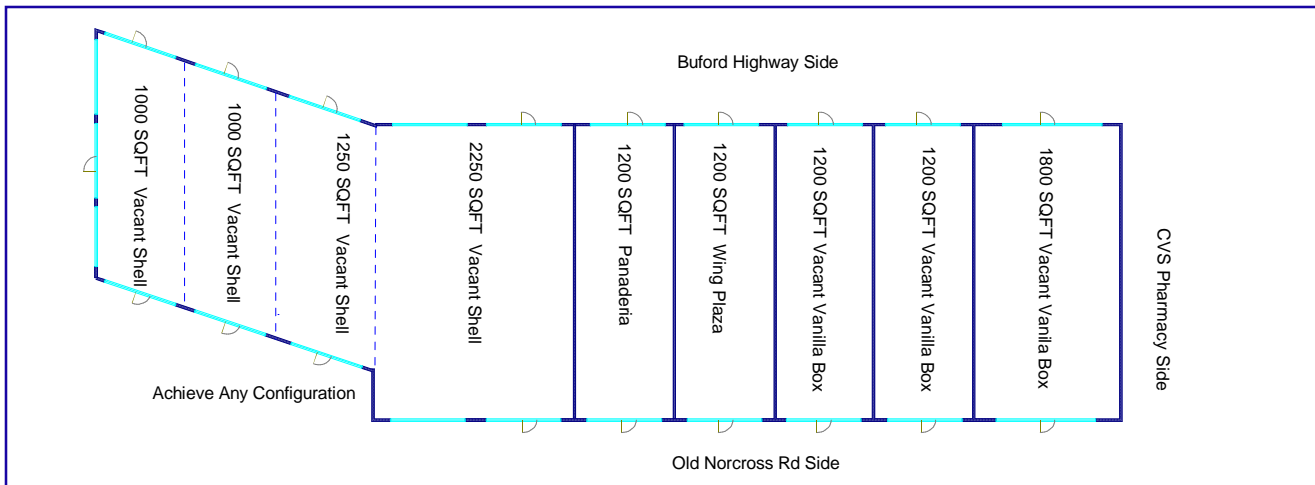 Buford Highway Side
1000 SQFT  Vacant Shell
1000 SQFT  Vacant Shell
1250 SQFT  Vacant Shell
2250 SQFT  Vacant Shell
1200 SQFT  Panaderia
1200 SQFT  Wing Plaza
1200 SQFT Vacant Vanilla Box
1200 SQFT Vacant Vanilla Box
1800 SQFT Vacant Vanila Box
CVS Pharmacy Side
Achieve Any Configuration
Old Norcross Rd Side